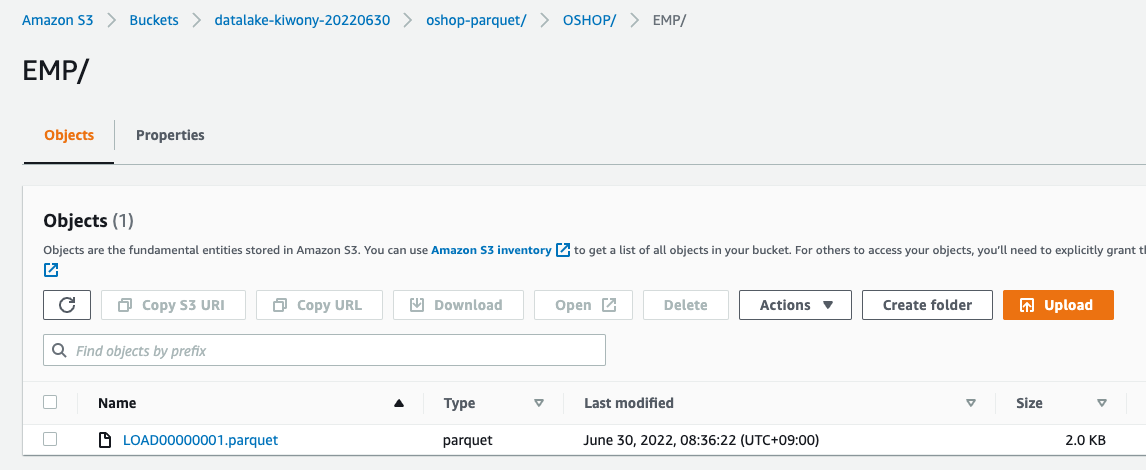 Amazon S3 > Buckets > datalake-kiwony-20220630 > oshop-parquet/ > OSHOP/ > EMP/
EMP/
Objects Properties
Objects (1)
Objects are the fundamental entities stored in Amazon S3. You can use Amazon S3 inventory to get a list of all objects in your bucket. For others to access your objects, you'll need to explicitly grant
Copy S3 URI Copy URL Download Open Delete Actions Create folder Upload
Find objects by prefix
Name Type Last modified Size
LOAD00000001.parquet parquet June 30, 2022, 08:36:22 (UTC+09:00) 2.0 KB